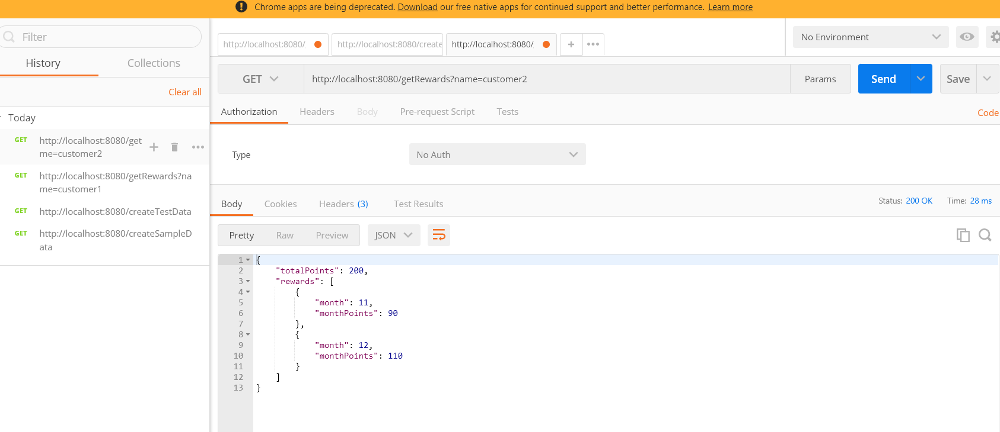 Chrome apps are being deprecated. Download our free native apps for continued support and better performance. Learn more
Filter
History Collections
Clear all
Today
GET http://localhost:8080/get
me=customer2
GET http://localhost:8080/getRewards?na
me=customer1
GET http://localhost:8080/createTestData
GET http://localhost:8080/createSampleD
ata
http://localhost:8080/ http://localhost:8080/create http://localhost:8080/ + •••
No Environment
GET http://localhost:8080/getRewards?name=customer2 Params Send Save
Authorization Headers Body Pre-request Script Tests Code
Type No Auth
Body Cookies Headers (3) Test Results Status: 200 OK Time: 28 ms
Pretty Raw Preview JSON
1 {
2 "totalPoints": 200,
3 "rewards": [
4 {
5 "month": 11,
6 "monthPoints": 90
7 },
8 {
9 "month": 12,
10 "monthPoints": 110
11 }
12 ]
13 }